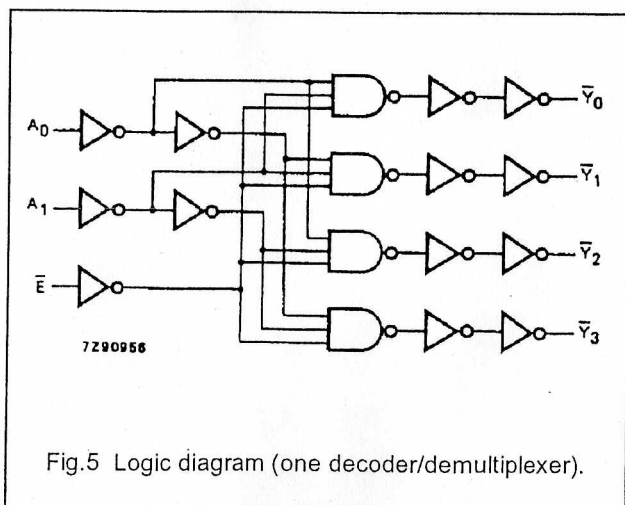 A0
A1
E̅
Y̅0
Y̅1
Y̅2
Y̅3
7Z90956
Fig.5 Logic diagram (one decoder/demultiplexer).